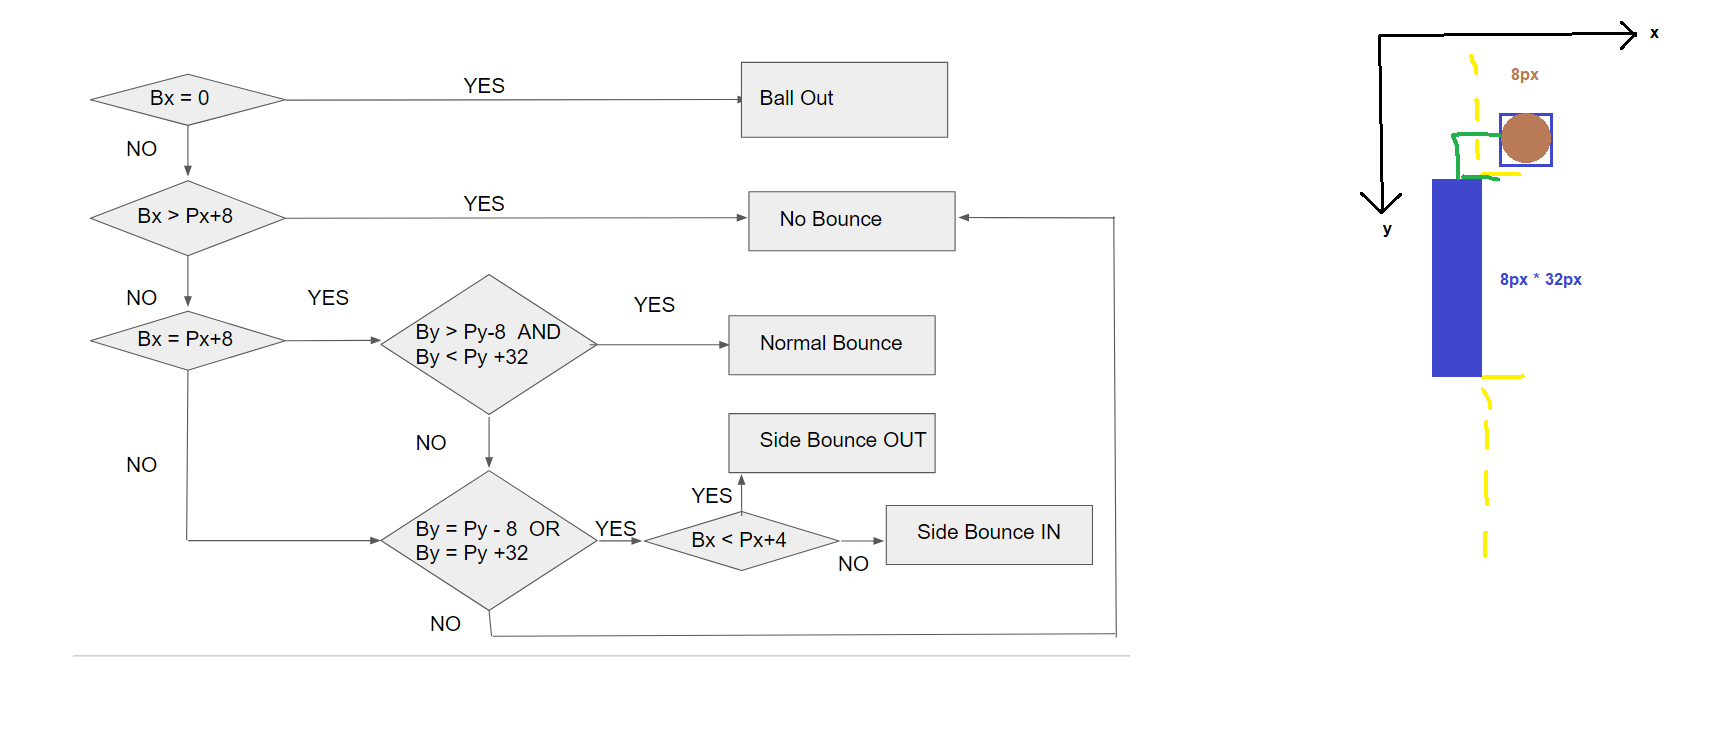 Bx = 0
YES
Ball Out
NO
Bx > Px+8
YES
No Bounce
NO
YES
Bx = Px+8
By > Py-8  AND
By < Py +32
YES
Normal Bounce
NO
NO
Side Bounce OUT
By = Py - 8  OR
By = Py +32
YES
YES
Bx < Px+4
NO
Side Bounce IN
NO
x
8px
y
8px * 32px